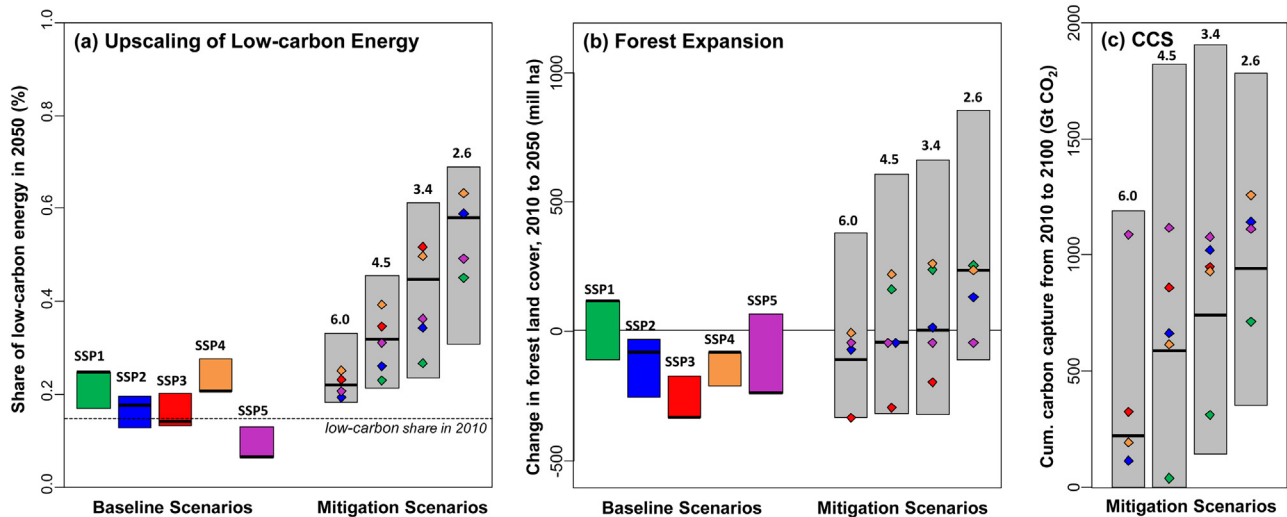 (a) Upscaling of Low-carbon Energy
Share of low-carbon energy in 2050 (%)
1.0
0.8
0.6
0.4
0.2
0.0
SSP1
SSP2
SSP3
SSP4
SSP5
6.0
4.5
3.4
2.6
low-carbon share in 2010
Baseline Scenarios
Mitigation Scenarios
(b) Forest Expansion
Change in forest land cover, 2010 to 2050 (mill ha)
1000
500
0
-500
SSP1
SSP2
SSP3
SSP4
SSP5
6.0
4.5
3.4
2.6
Baseline Scenarios
Mitigation Scenarios
(c) CCS
Cum. carbon capture from 2010 to 2100 (Gt CO2)
2000
1500
1000
500
0
6.0
4.5
3.4
2.6
Mitigation Scenarios